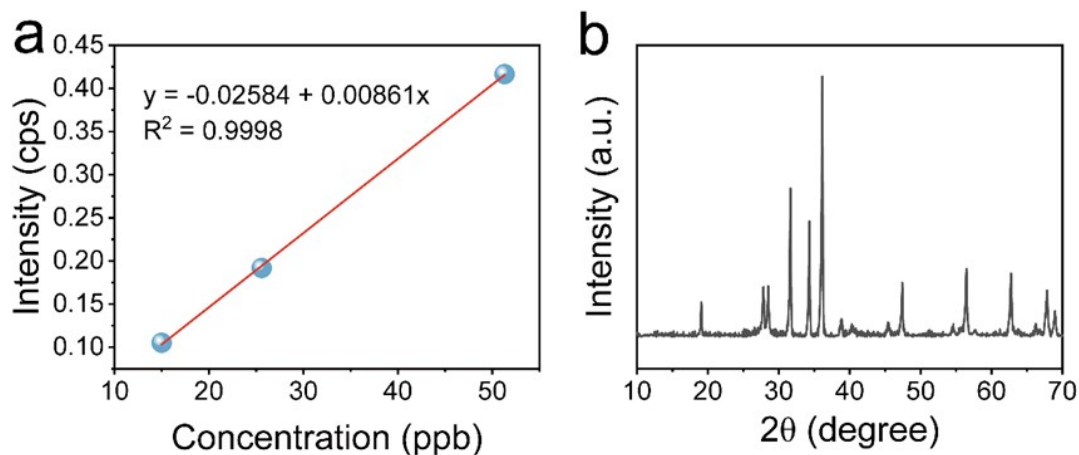 a
0.45
0.40
0.35
0.30
0.25
0.20
0.15
0.10
Intensity (cps)
y = -0.02584 + 0.00861x
R² = 0.9998
10 20 30 40 50
Concentration (ppb)
b
Intensity (a.u.)
10 20 30 40 50 60 70
2θ (degree)